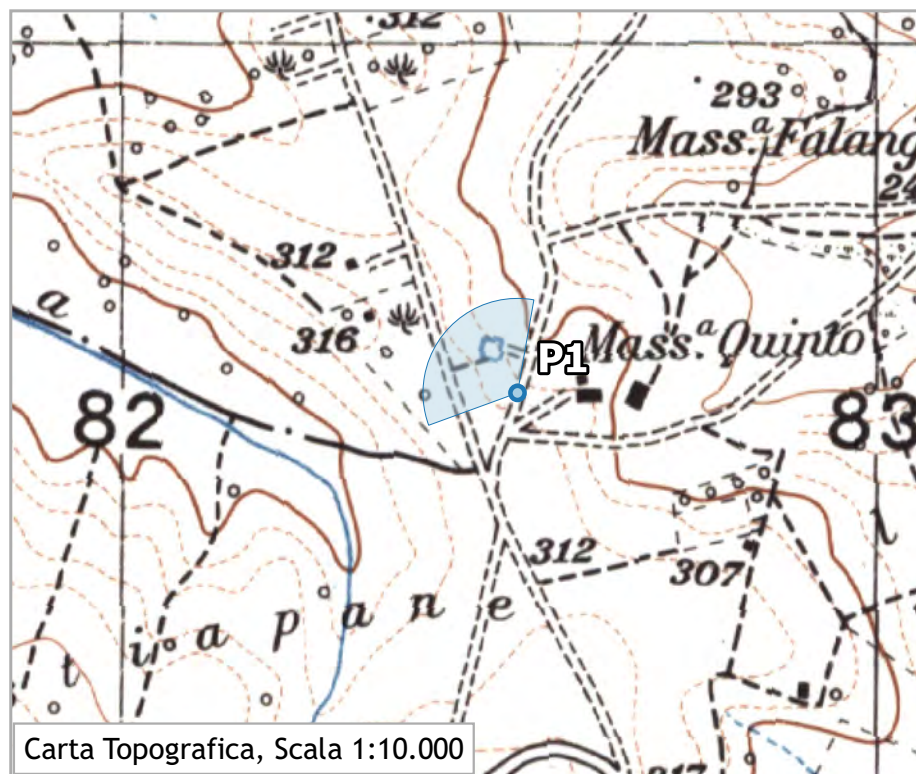 312
293
Mass.ª Falang
24
312
a
316
P1
Mass.ª Quinto
82
83
312
307
l
t i a p a n e
317
Carta Topografica, Scala 1:10.000